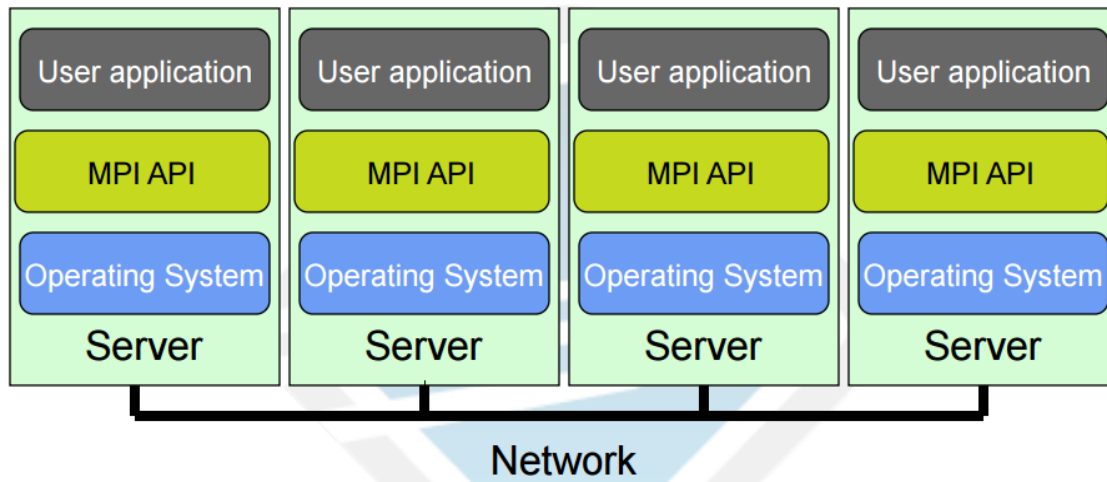 User application User application User application User application
MPI API MPI API MPI API MPI API
Operating System Operating System Operating System Operating System
Server Server Server Server
Network